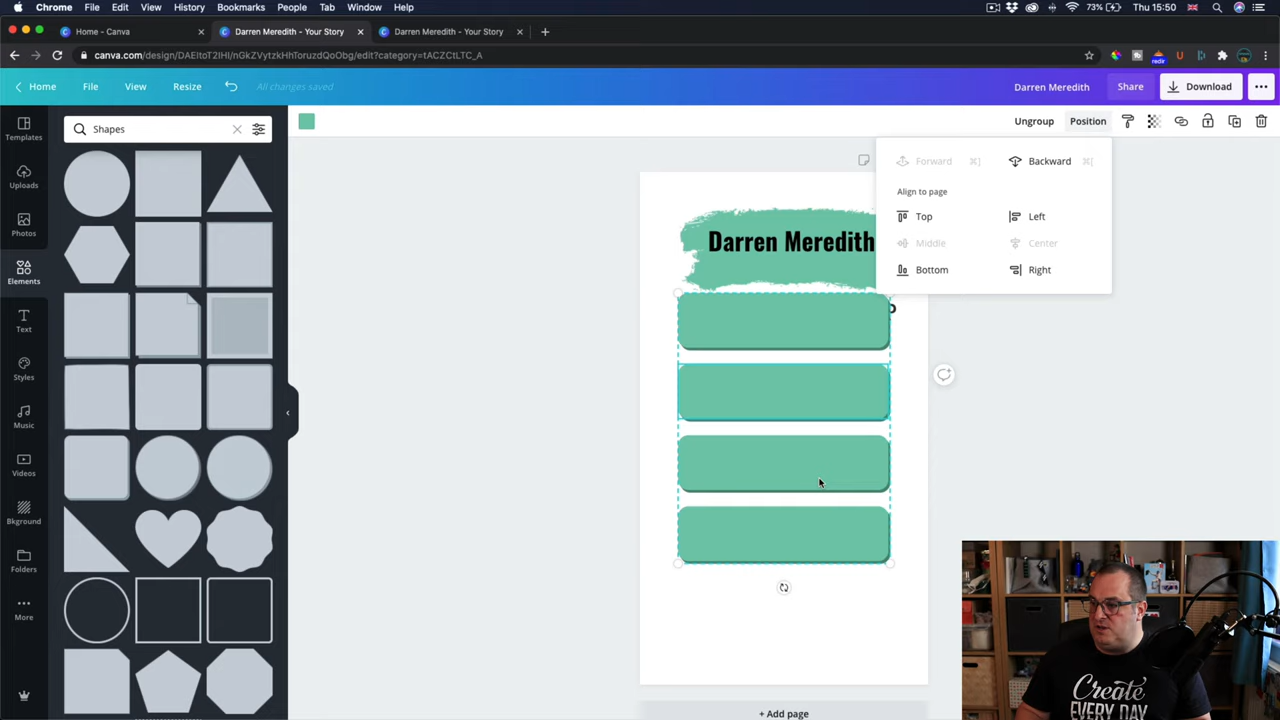 Chrome File Edit View History Bookmarks People Tab Window Help 73% Thu 15:50
Home - Canva Darren Meredith - Your Story Darren Meredith - Your Story
canva.com/design/DAEItoT2IHI/nGkZVytzkHhToruzdQoObg/edit?category=tACZCtLTC_A
redir
Home File View Resize All changes saved Darren Meredith Share Download
Templates
Uploads
Photos
Elements
Text
Styles
Music
Videos
Bkground
Folders
More
Shapes
Ungroup Position
Forward ⌘] Backward ⌘[
Align to page
Top Left
Middle Center
Bottom Right
Darren Meredith
+ Add page
Create
EVERY DAY